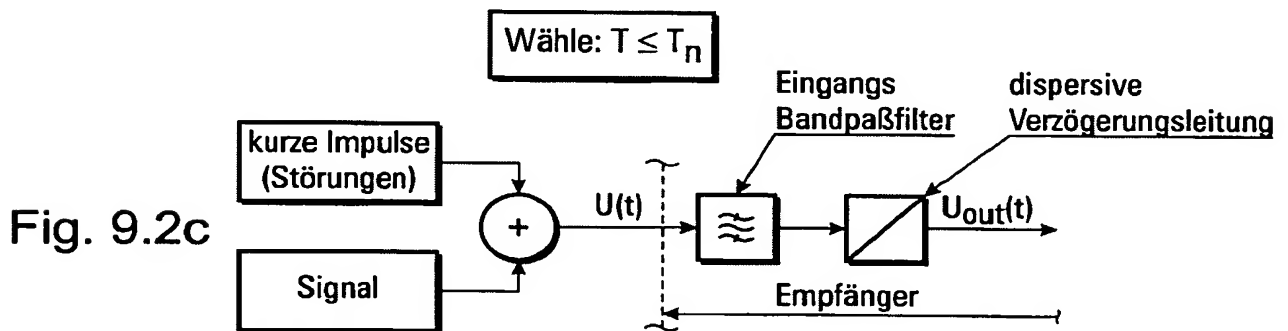 Wähle: T ≤ Tn
Eingangs
Bandpaßfilter
dispersive
Verzögerungsleitung
kurze Impulse
(Störungen)
Fig. 9.2c
+
U(t)
Uout(t)
Signal
Empfänger